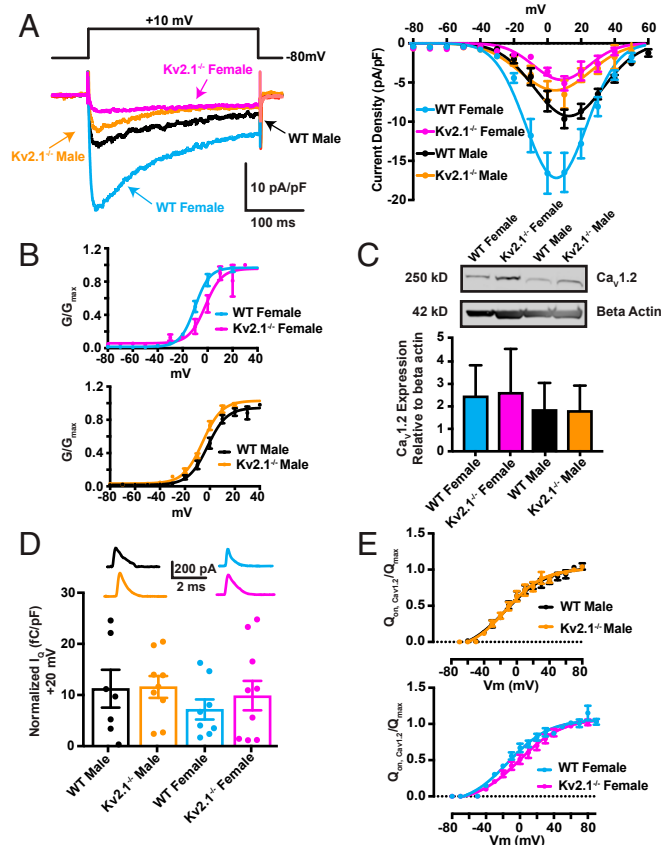 A
+10 mV
-80mV
Kv2.1-/- Female
Kv2.1-/- Male
WT Male
WT Female
10 pA/pF
100 ms
mV
-80 -60 -40 -20 0 20 40 60
0
-5
-10
-15
-20
Current Density (pA/pF)
WT Female
Kv2.1-/- Female
WT Male
Kv2.1-/- Male
B
G/Gmax
1.2
0.8
0.4
0.0
-80 -60 -40 -20 0 20 40
mV
WT Female
Kv2.1-/- Female
G/Gmax
1.2
0.8
0.4
0.0
-80 -60 -40 -20 0 20 40
mV
WT Male
Kv2.1-/- Male
C
WT Female
Kv2.1-/- Female
WT Male
Kv2.1-/- Male
250 kD
CaV1.2
42 kD
Beta Actin
CaV1.2 Expression
Relative to beta actin
5
4
3
2
1
0
WT Female
Kv2.1-/- Female
WT Male
Kv2.1-/- Male
D
200 pA
2 ms
Normalized IQ (fC/pF)
+20 mV
30
20
10
0
WT Male
Kv2.1-/- Male
WT Female
Kv2.1-/- Female
E
Qon, Cav1.2/Qmax
1.5
1.0
0.5
0.0
-80 -40 0 40 80
Vm (mV)
WT Male
Kv2.1-/- Male
Qon, Cav1.2/Qmax
1.5
1.0
0.5
0.0
-80 -40 0 40 80
Vm (mV)
WT Female
Kv2.1-/- Female